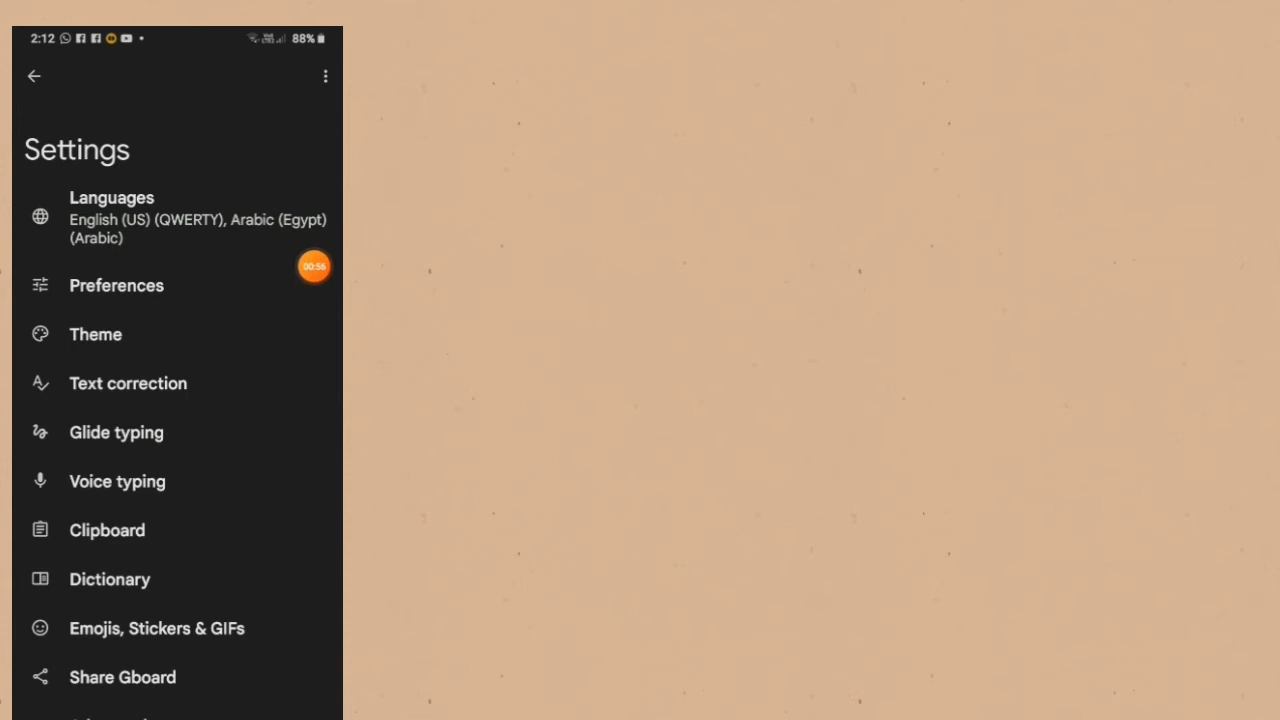 2:12 88%
Settings
Languages
English (US) (QWERTY), Arabic (Egypt)
(Arabic)
00:56
Preferences
Theme
Text correction
Glide typing
Voice typing
Clipboard
Dictionary
Emojis, Stickers & GIFs
Share Gboard